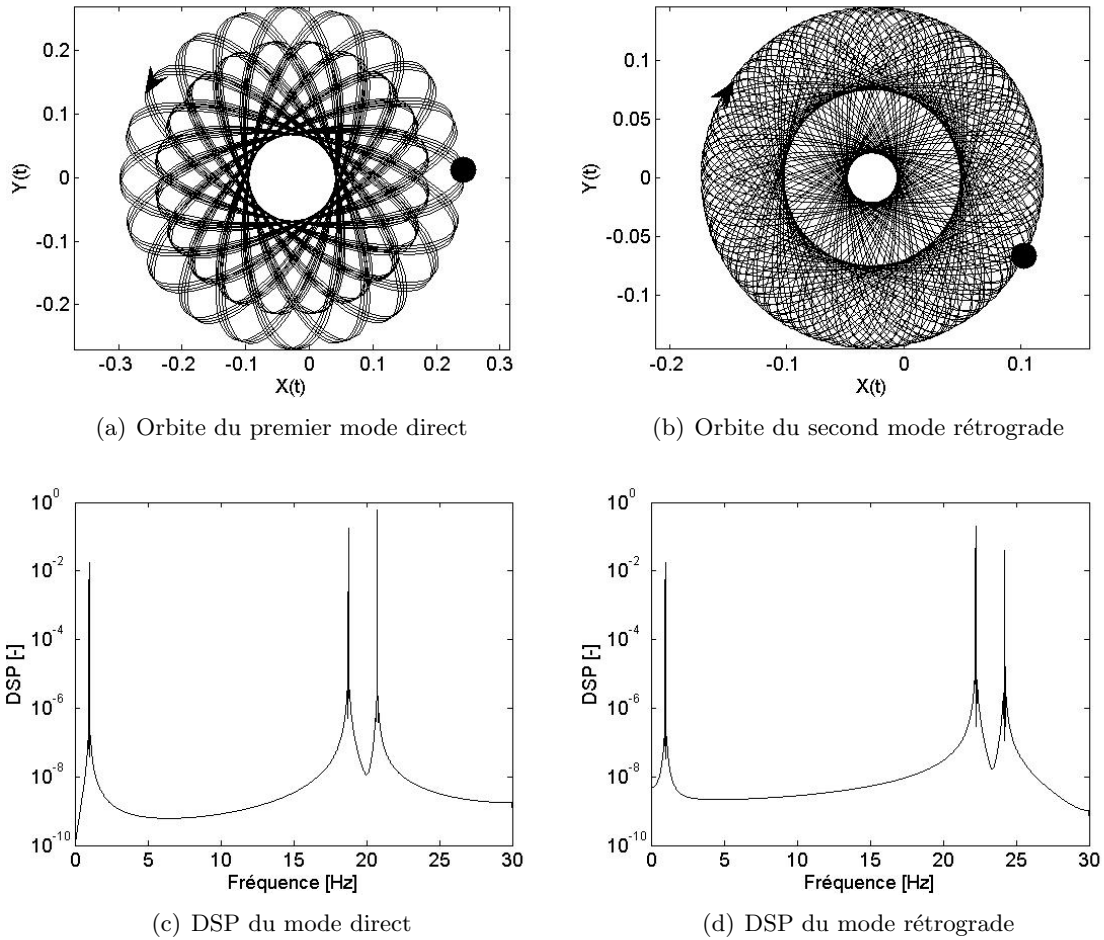 0.2
0.1
0
-0.1
-0.2
Y(t)
-0.3 -0.2 -0.1 0 0.1 0.2 0.3
X(t)
(a) Orbite du premier mode direct
0.1
0.05
0
-0.05
-0.1
Y(t)
-0.2 -0.1 0 0.1
X(t)
(b) Orbite du second mode rétrograde
10^0
10^-2
10^-4
10^-6
10^-8
10^-10
DSP [-]
0 5 10 15 20 25 30
Fréquence [Hz]
(c) DSP du mode direct
10^0
10^-2
10^-4
10^-6
10^-8
10^-10
DSP [-]
0 5 10 15 20 25 30
Fréquence [Hz]
(d) DSP du mode rétrograde